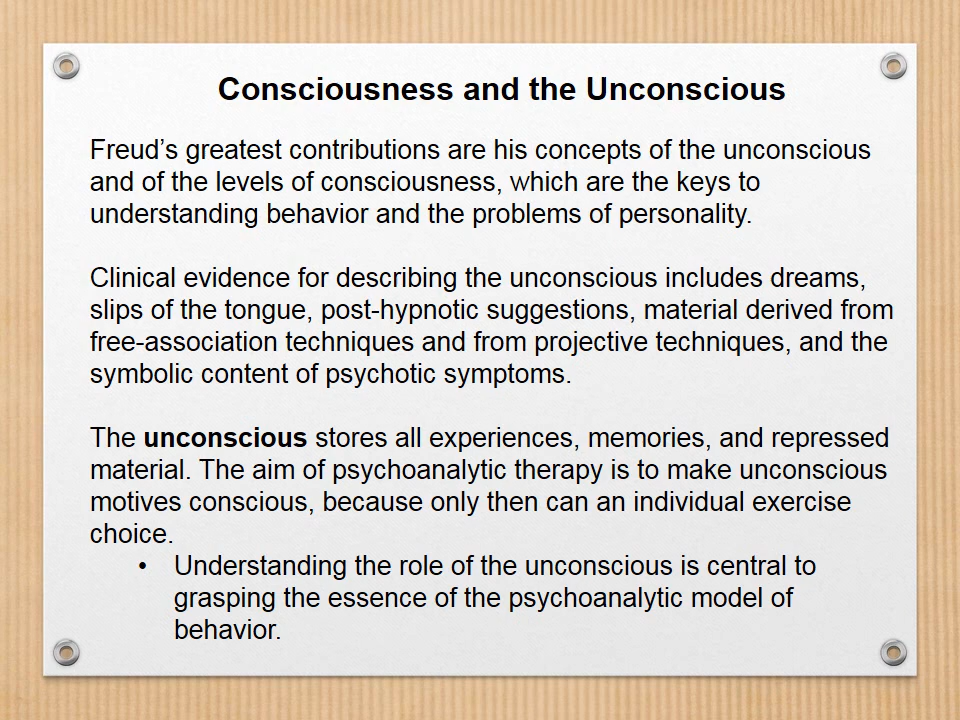 Consciousness and the Unconscious
Freud’s greatest contributions are his concepts of the unconscious
and of the levels of consciousness, which are the keys to
understanding behavior and the problems of personality.
Clinical evidence for describing the unconscious includes dreams,
slips of the tongue, post-hypnotic suggestions, material derived from
free-association techniques and from projective techniques, and the
symbolic content of psychotic symptoms.
The unconscious stores all experiences, memories, and repressed
material. The aim of psychoanalytic therapy is to make unconscious
motives conscious, because only then can an individual exercise
choice.
• Understanding the role of the unconscious is central to
grasping the essence of the psychoanalytic model of
behavior.